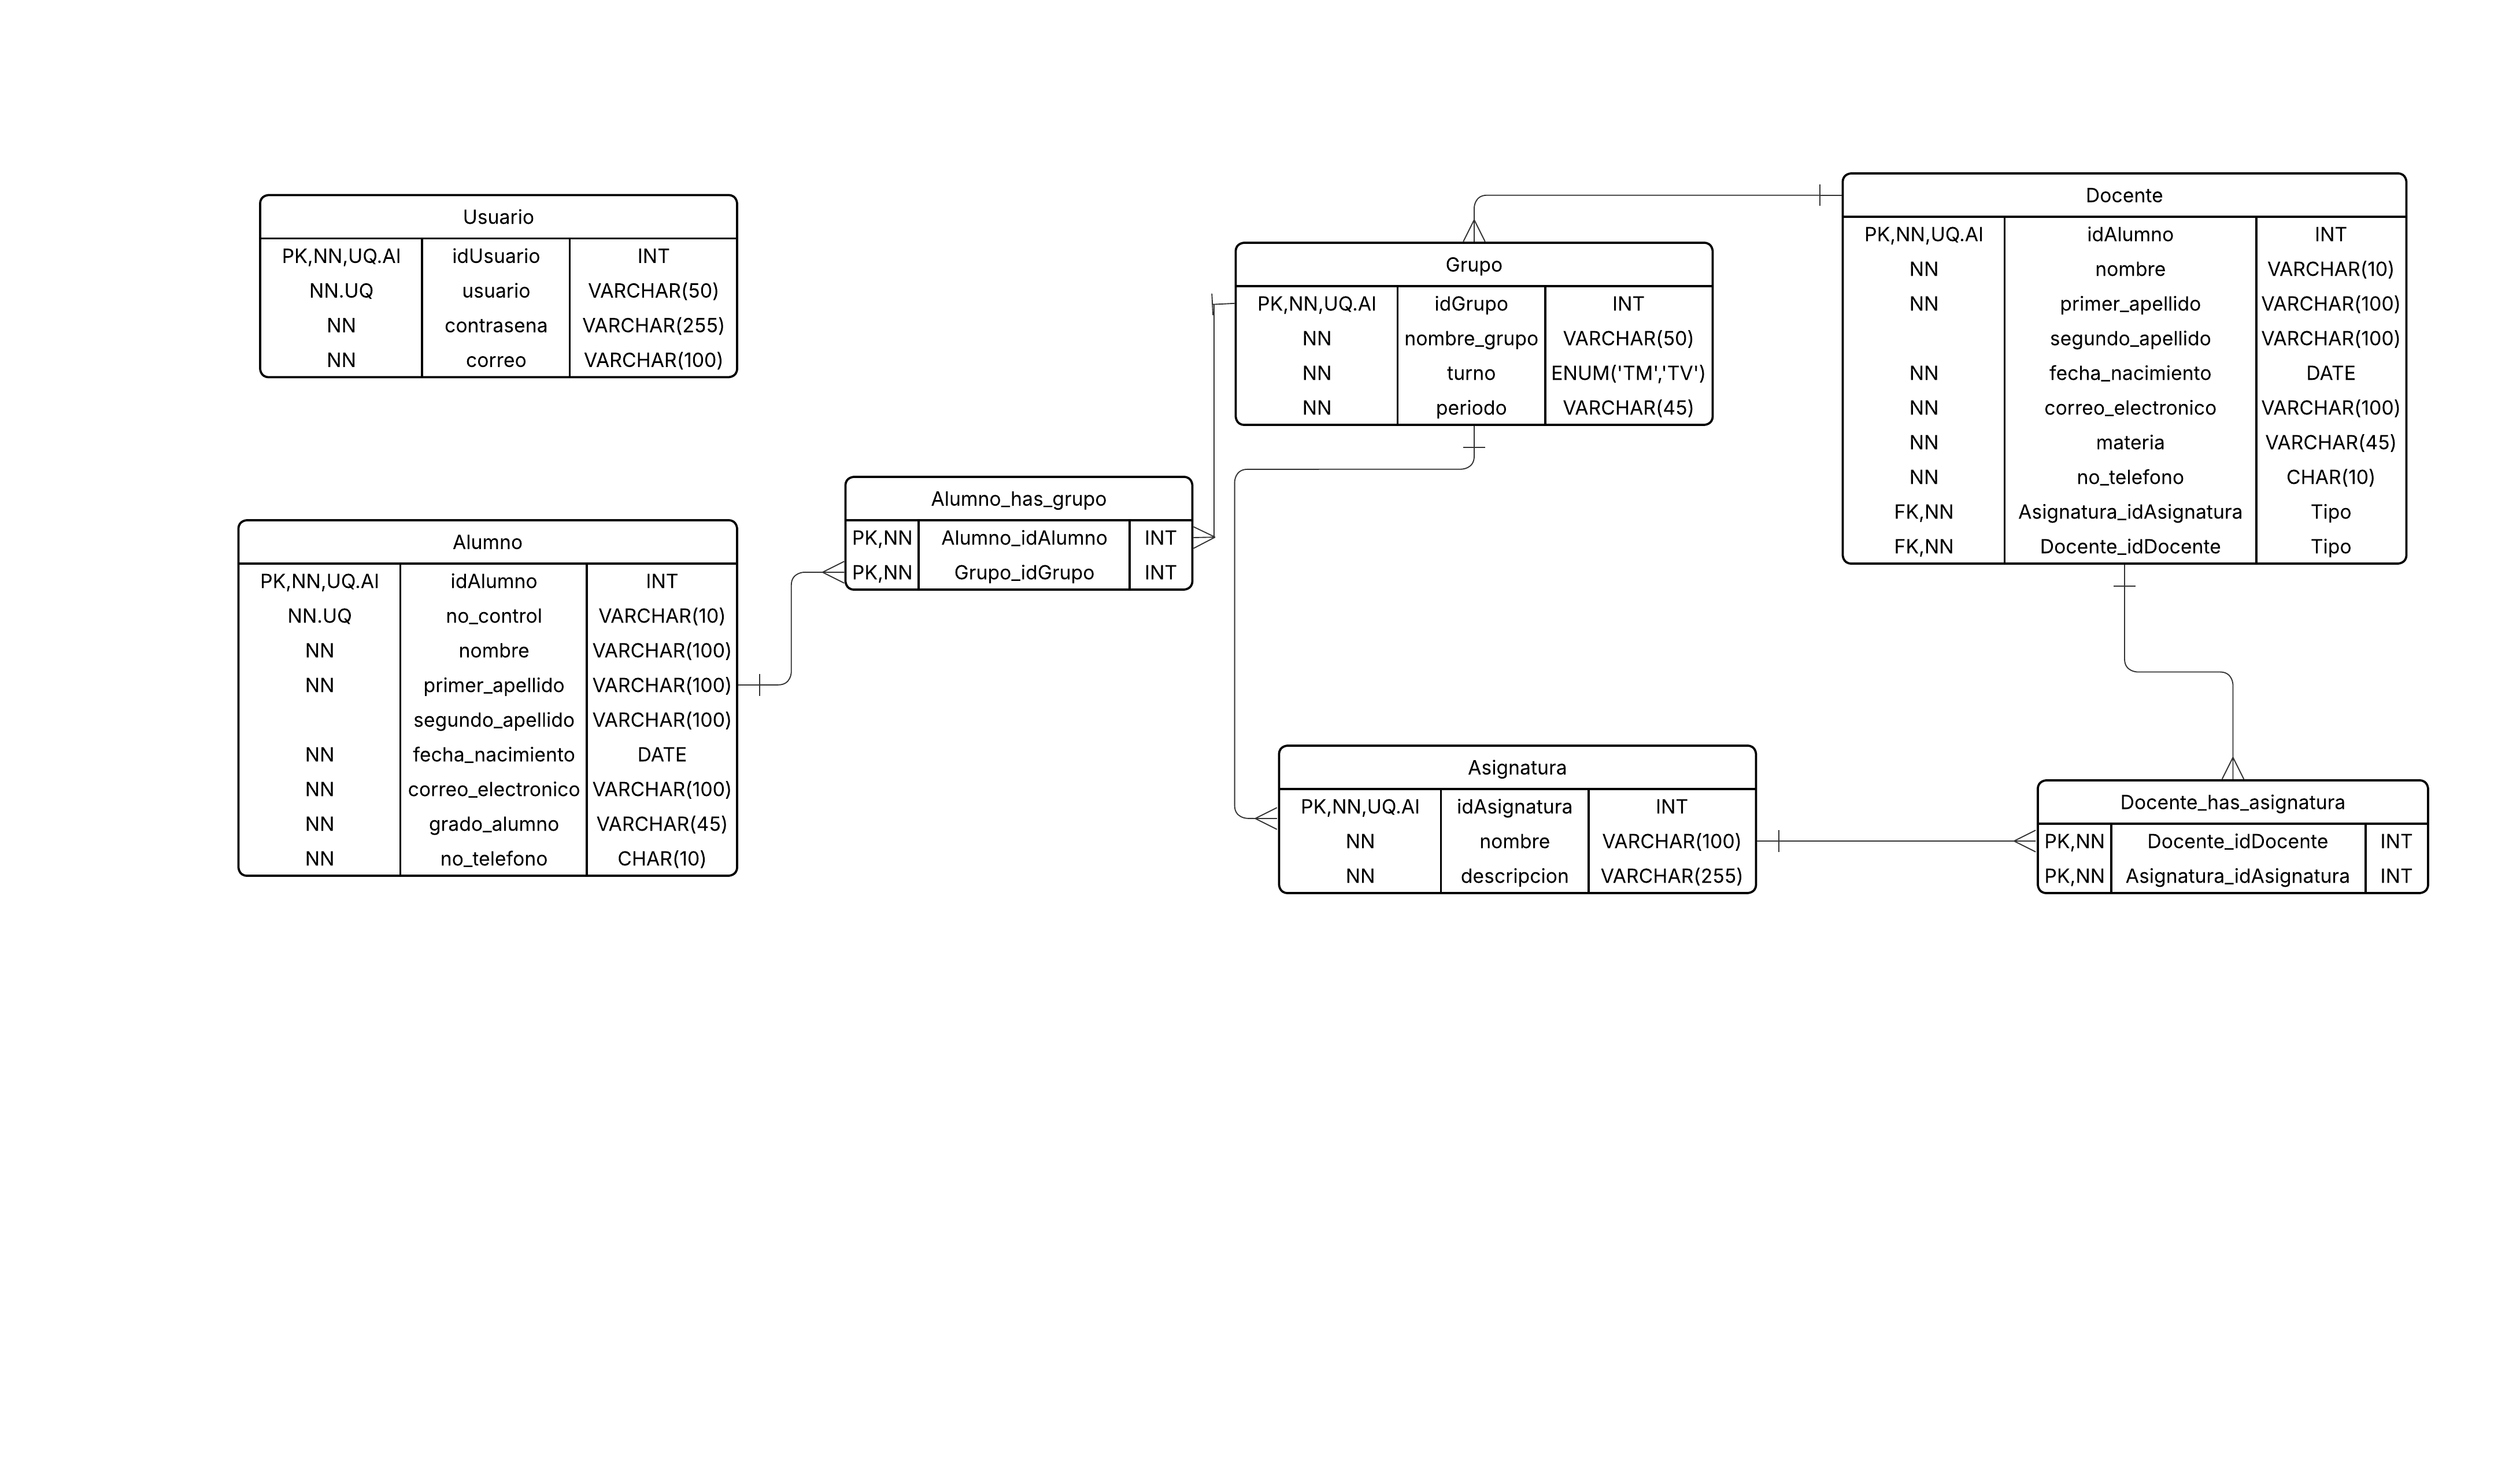 Usuario
PK,NN,UQ.AI idUsuario INT
NN.UQ usuario VARCHAR(50)
NN contrasena VARCHAR(255)
NN correo VARCHAR(100)
Alumno
PK,NN,UQ.AI idAlumno INT
NN.UQ no_control VARCHAR(10)
NN nombre VARCHAR(100)
NN primer_apellido VARCHAR(100)
segundo_apellido VARCHAR(100)
NN fecha_nacimiento DATE
NN correo_electronico VARCHAR(100)
NN grado_alumno VARCHAR(45)
NN no_telefono CHAR(10)
Alumno_has_grupo
PK,NN Alumno_idAlumno INT
PK,NN Grupo_idGrupo INT
Grupo
PK,NN,UQ.AI idGrupo INT
NN nombre_grupo VARCHAR(50)
NN turno ENUM('TM','TV')
NN periodo VARCHAR(45)
Asignatura
PK,NN,UQ.AI idAsignatura INT
NN nombre VARCHAR(100)
NN descripcion VARCHAR(255)
Docente
PK,NN,UQ.AI idAlumno INT
NN nombre VARCHAR(10)
NN primer_apellido VARCHAR(100)
segundo_apellido VARCHAR(100)
NN fecha_nacimiento DATE
NN correo_electronico VARCHAR(100)
NN materia VARCHAR(45)
NN no_telefono CHAR(10)
FK,NN Asignatura_idAsignatura Tipo
FK,NN Docente_idDocente Tipo
Docente_has_asignatura
PK,NN Docente_idDocente INT
PK,NN Asignatura_idAsignatura INT